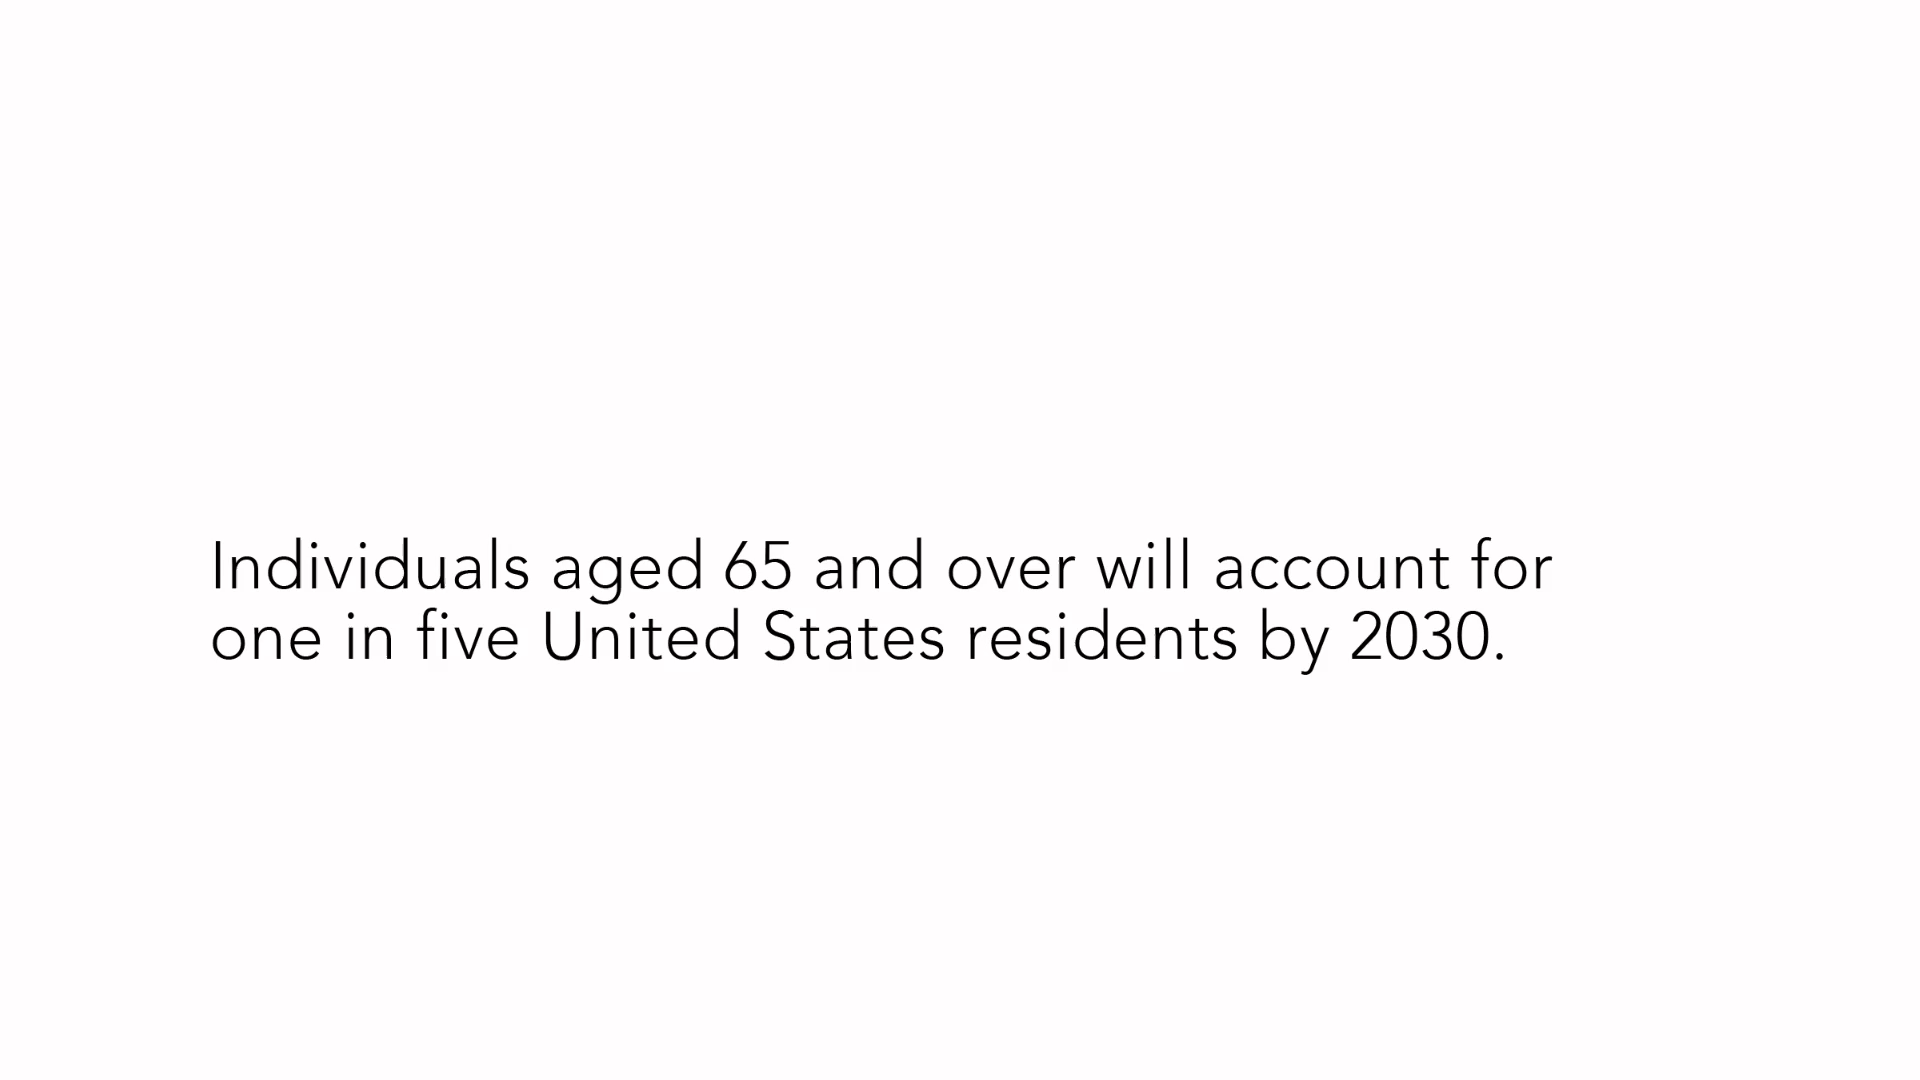 Individuals aged 65 and over will account for
one in five United States residents by 2030.